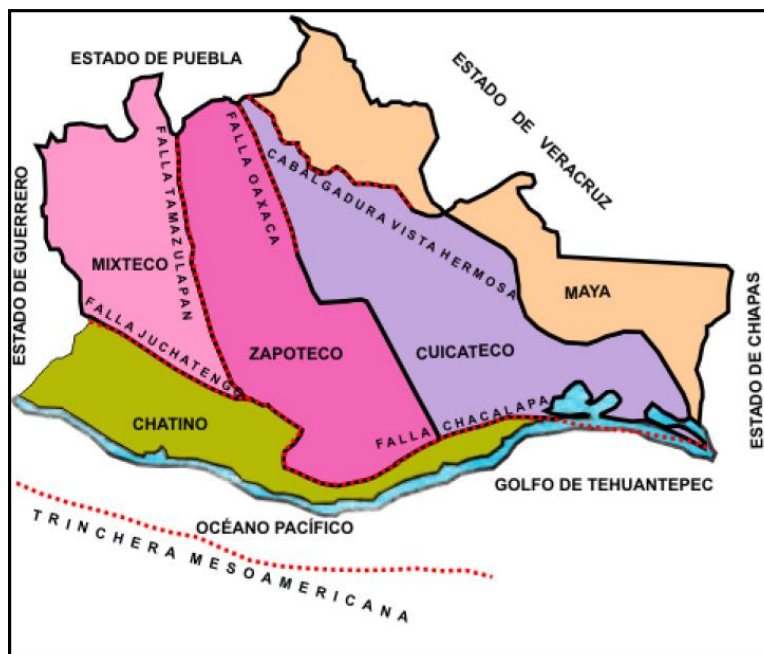 ESTADO DE PUEBLA
ESTADO DE VERACRUZ
ESTADO DE GUERRERO
FALLA TAMAZULAPAN
FALLA OAXACA
CABALGADURA VISTA HERMOSA
MIXTECO
MAYA
ESTADO DE CHIAPAS
FALLA JUCHATENGO
ZAPOTECO
CUICATECO
CHATINO
FALLA CHACALAPA
GOLFO DE TEHUANTEPEC
OCÉANO PACÍFICO
TRINCHERA MESOAMERICANA